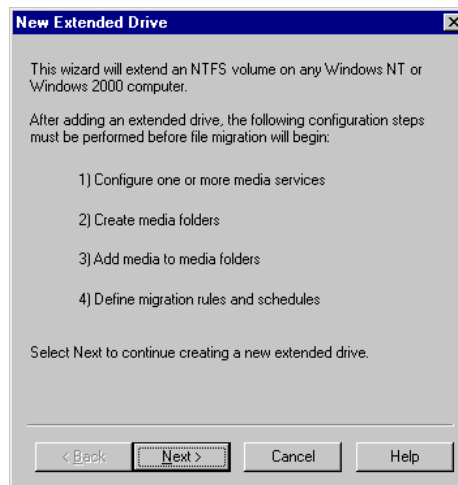 New Extended Drive
This wizard will extend an NTFS volume on any Windows NT or
Windows 2000 computer.
After adding an extended drive, the following configuration steps
must be performed before file migration will begin:
1) Configure one or more media services
2) Create media folders
3) Add media to media folders
4) Define migration rules and schedules
Select Next to continue creating a new extended drive.
< Back
Next >
Cancel
Help